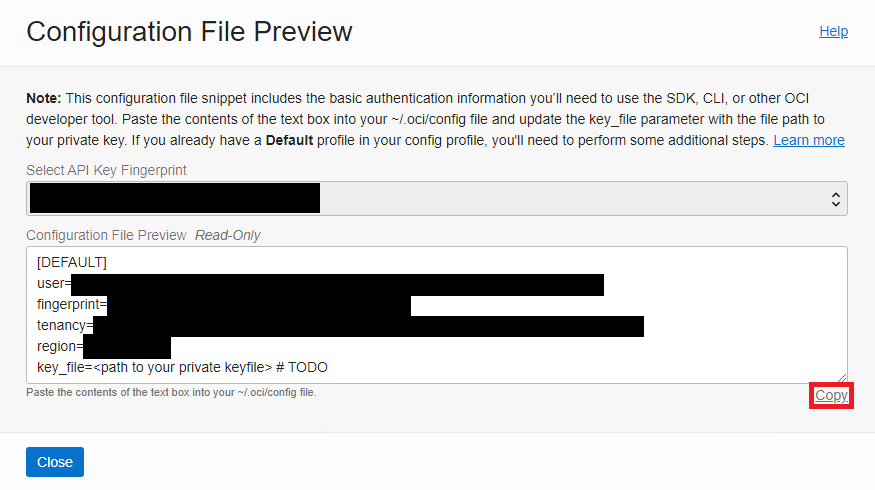 Configuration File Preview
Help
Note: This configuration file snippet includes the basic authentication information you’ll need to use the SDK, CLI, or other OCI
developer tool. Paste the contents of the text box into your ~/.oci/config file and update the key_file parameter with the file path to
your private key. If you already have a Default profile in your config profile, you'll need to perform some additional steps. Learn more
Select API Key Fingerprint
Configuration File Preview Read-Only
[DEFAULT]
user=
fingerprint=
tenancy=
region=
key_file=<path to your private keyfile> # TODO
Paste the contents of the text box into your ~/.oci/config file.
Copy
Close